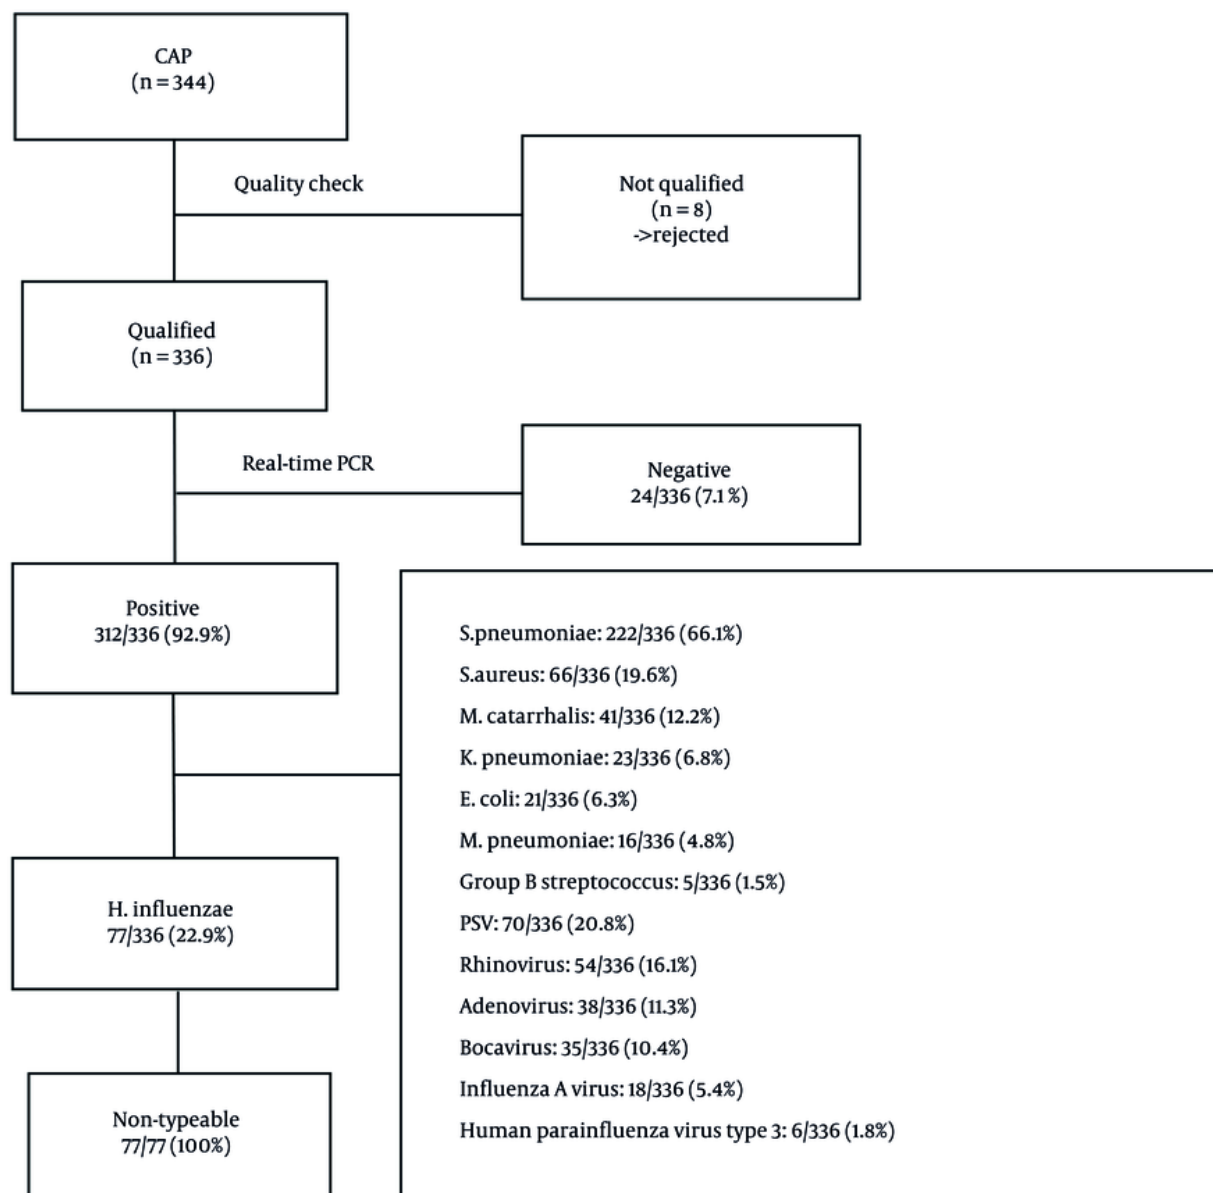 CAP
(n = 344)
Quality check
Not qualified
(n = 8)
->rejected
Qualified
(n = 336)
Real-time PCR
Negative
24/336 (7.1%)
Positive
312/336 (92.9%)
S.pneumoniae: 222/336 (66.1%)
S.aureus: 66/336 (19.6%)
M. catarrhalis: 41/336 (12.2%)
K. pneumoniae: 23/336 (6.8%)
E. coli: 21/336 (6.3%)
M. pneumoniae: 16/336 (4.8%)
Group B streptococcus: 5/336 (1.5%)
PSV: 70/336 (20.8%)
Rhinovirus: 54/336 (16.1%)
Adenovirus: 38/336 (11.3%)
Bocavirus: 35/336 (10.4%)
Influenza A virus: 18/336 (5.4%)
Human parainfluenza virus type 3: 6/336 (1.8%)
H. influenzae
77/336 (22.9%)
Non-typeable
77/77 (100%)